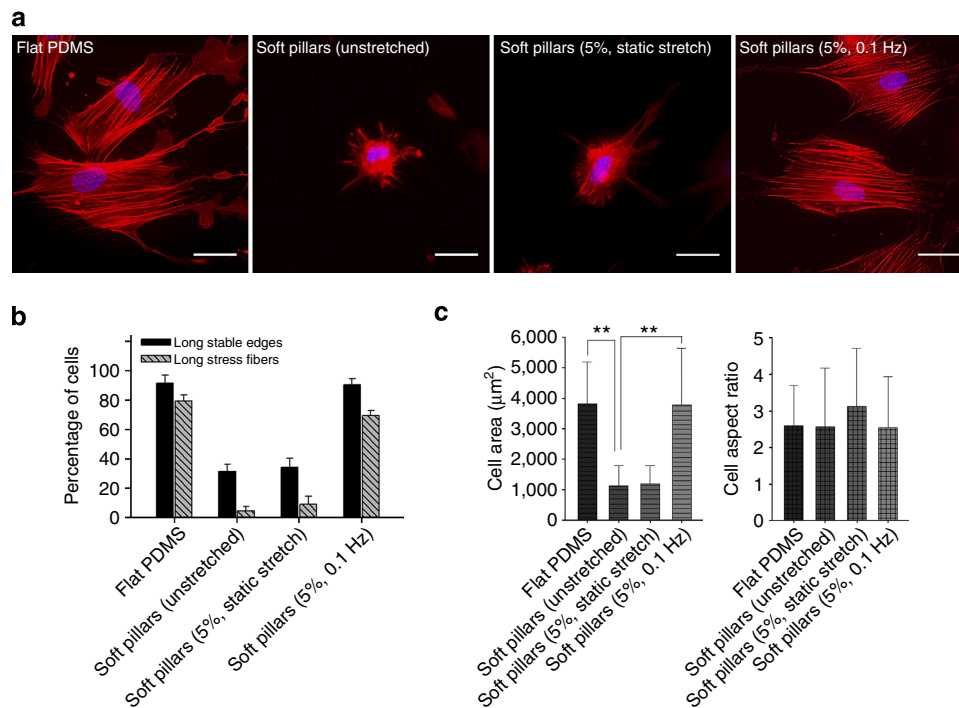 a
Flat PDMS
Soft pillars (unstretched)
Soft pillars (5%, static stretch)
Soft pillars (5%, 0.1 Hz)
b
Percentage of cells
100
80
60
40
20
0
Long stable edges
Long stress fibers
Flat PDMS
Soft pillars (unstretched)
Soft pillars (5%, static stretch)
Soft pillars (5%, 0.1 Hz)
c
Cell area (μm²)
6,000
5,000
4,000
3,000
2,000
1,000
0
**
**
Flat PDMS
Soft pillars (unstretched)
Soft pillars (5%, static stretch)
Soft pillars (5%, 0.1 Hz)
Cell aspect ratio
5
4
3
2
1
0
Flat PDMS
Soft pillars (unstretched)
Soft pillars (5%, static stretch)
Soft pillars (5%, 0.1 Hz)